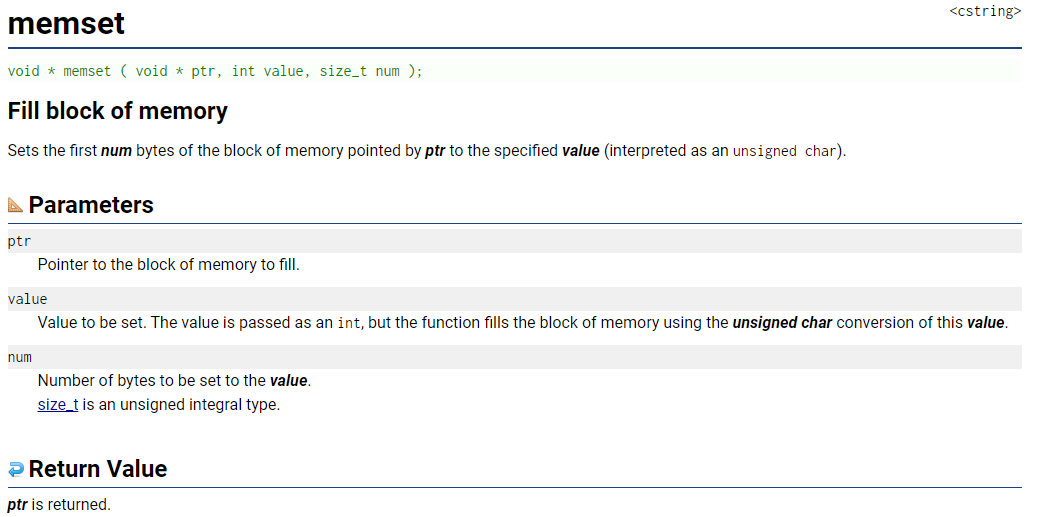 memset
<cstring>
void * memset ( void * ptr, int value, size_t num );
Fill block of memory
Sets the first num bytes of the block of memory pointed by ptr to the specified value (interpreted as an unsigned char).
Parameters
ptr
Pointer to the block of memory to fill.
value
Value to be set. The value is passed as an int, but the function fills the block of memory using the unsigned char conversion of this value.
num
Number of bytes to be set to the value.
size_t is an unsigned integral type.
Return Value
ptr is returned.